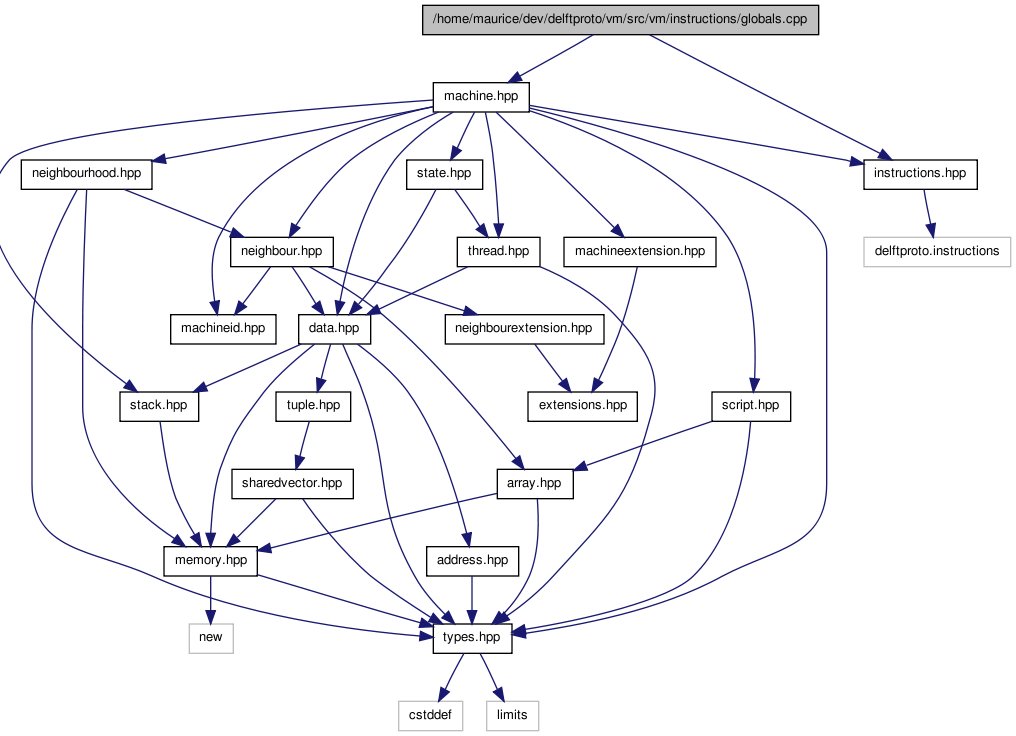 /home/maurice/dev/delftproto/vm/src/vm/instructions/globals.cpp
machine.hpp
neighbourhood.hpp
state.hpp
instructions.hpp
neighbour.hpp
thread.hpp
machineextension.hpp
delftproto.instructions
machineid.hpp
data.hpp
neighbourextension.hpp
stack.hpp
tuple.hpp
extensions.hpp
script.hpp
sharedvector.hpp
array.hpp
memory.hpp
address.hpp
new
types.hpp
cstddef
limits